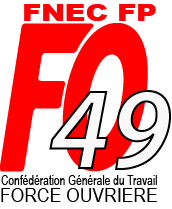 FNEC FP
FO
49
Confédération Générale du Travail
FORCE OUVRIERE